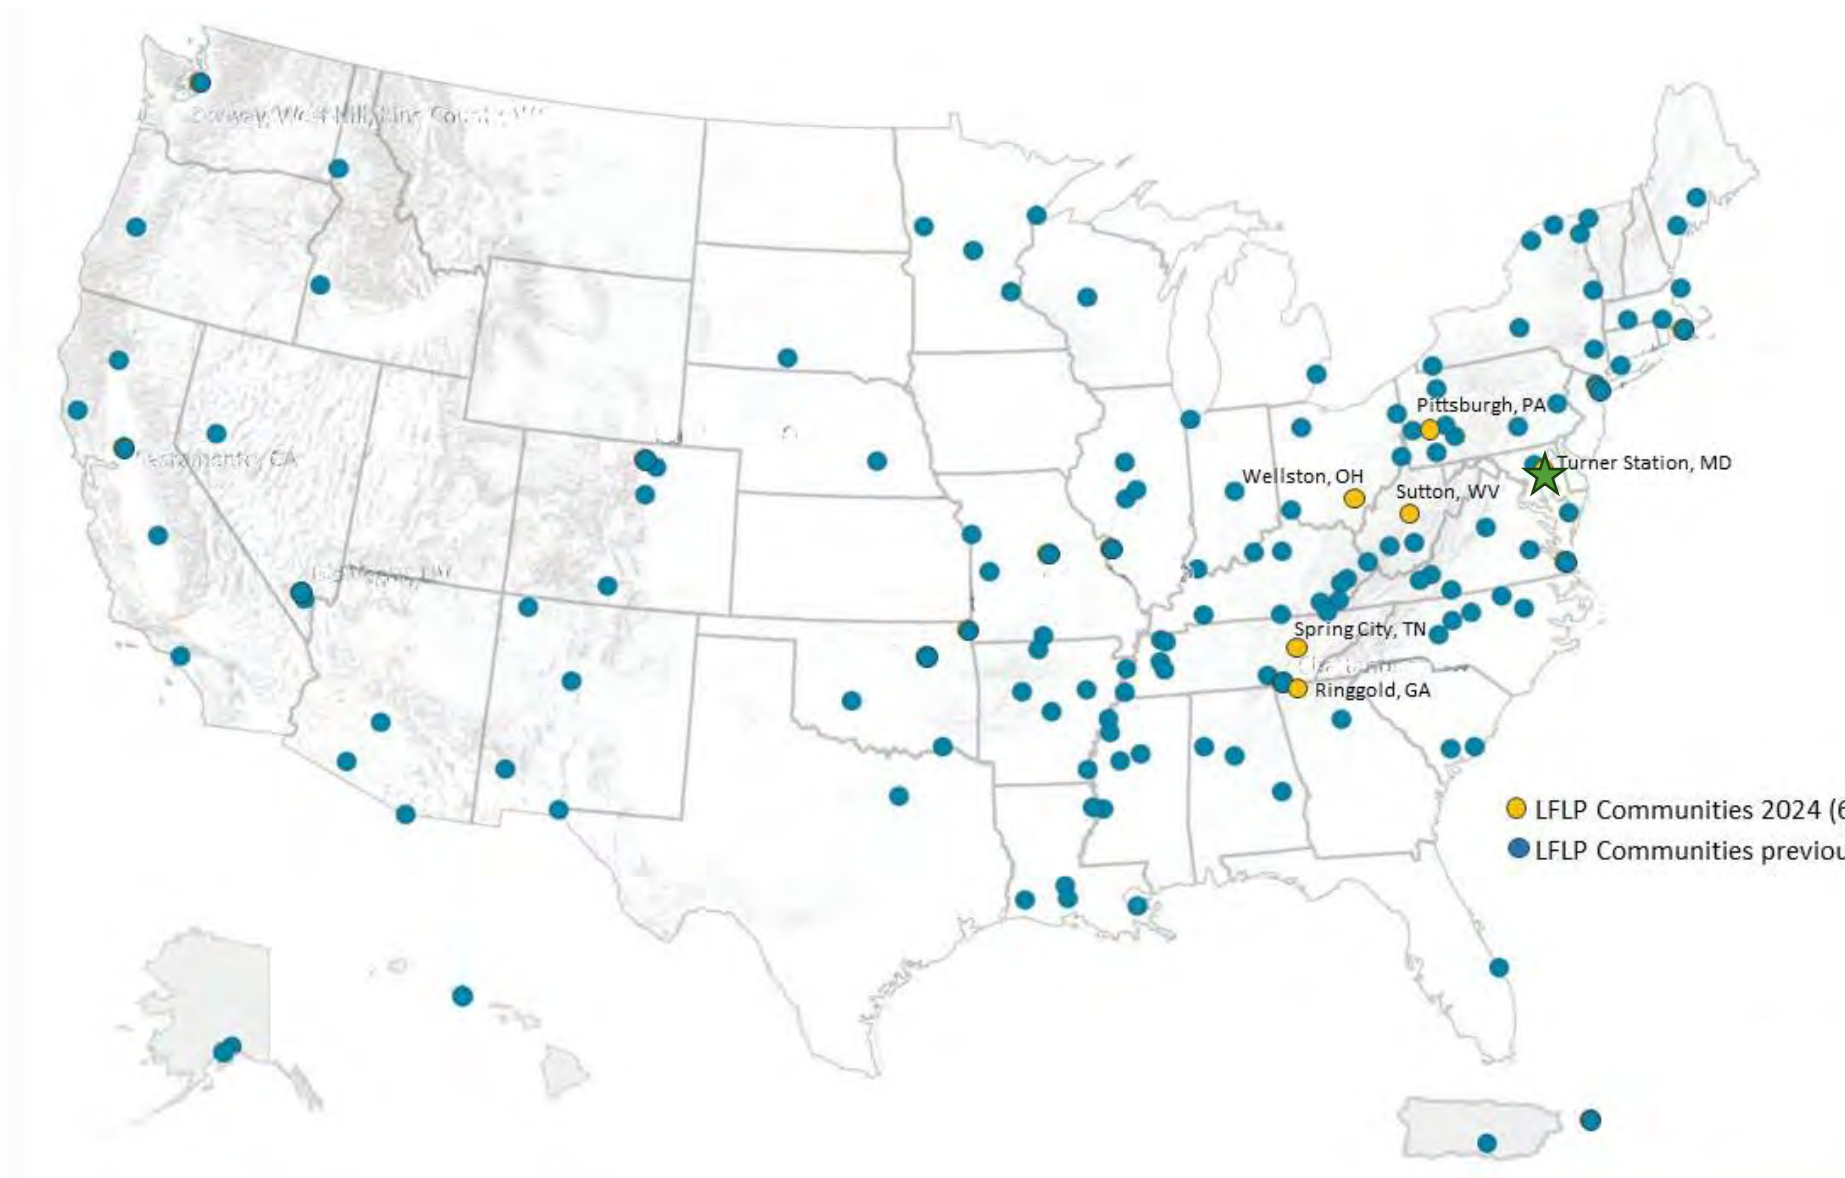 Pittsburgh, PA
Turner Station, MD
Wellston, OH
Sutton, WV
Spring City, TN
Ringgold, GA
LFLP Communities 2024 (6
LFLP Communities previou